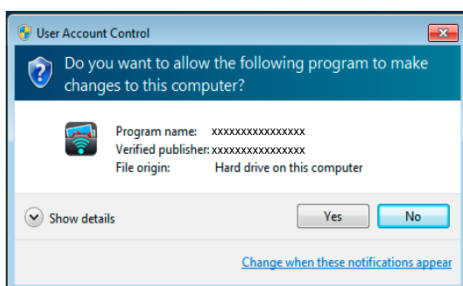 User Account Control
Do you want to allow the following program to make
changes to this computer?
Program name: xxxxxxxxxxxxxxxx
Verified publisher: xxxxxxxxxxxxxxxx
File origin: Hard drive on this computer
Show details
Yes
No
Change when these notifications appear